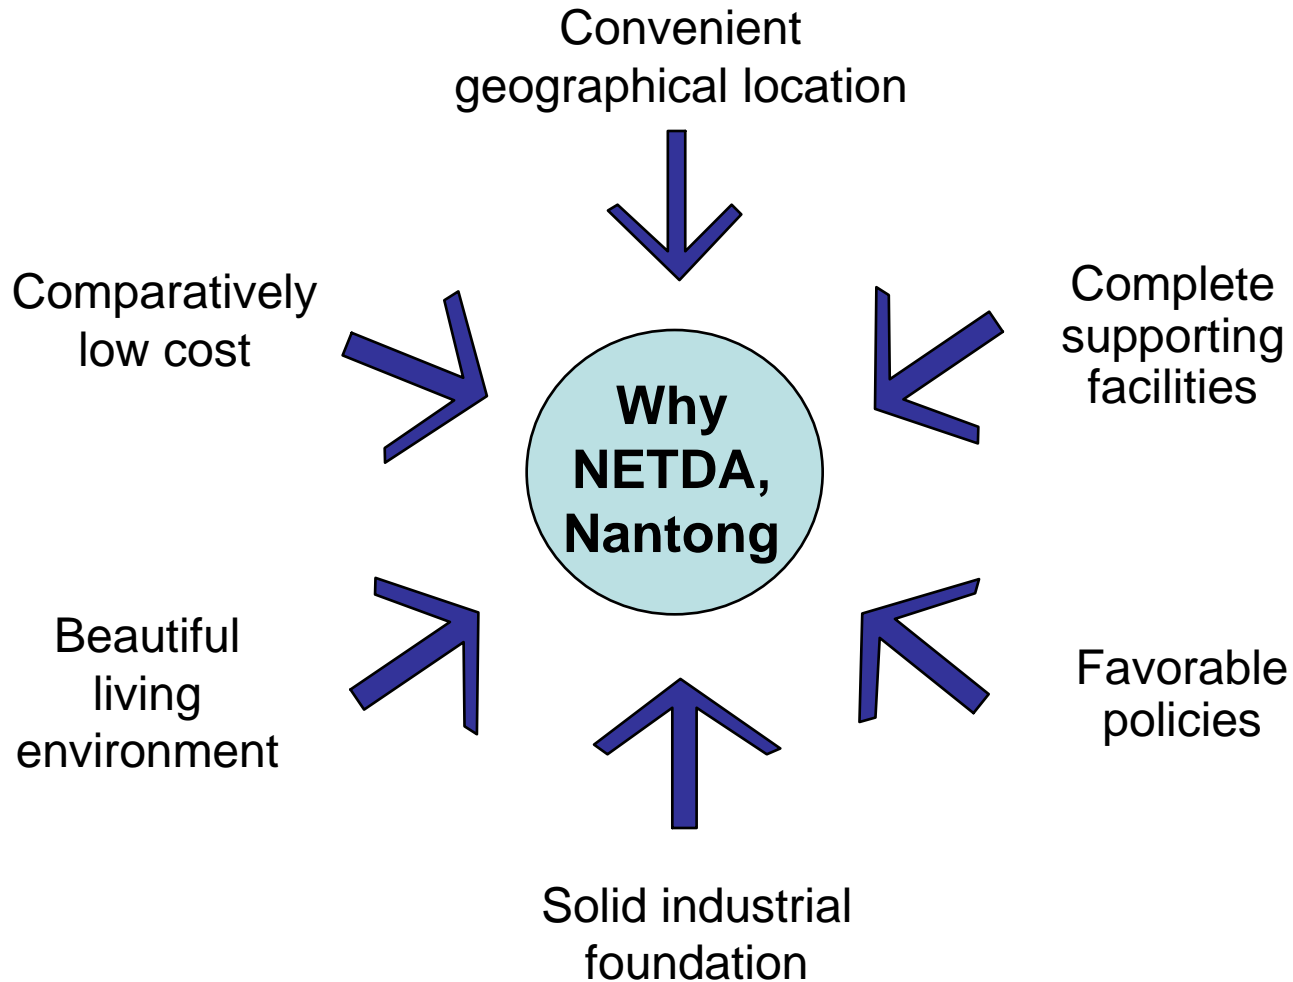 Convenient
geographical location
Comparatively
low cost
Complete
supporting
facilities
Why
NETDA,
Nantong
Beautiful
living
environment
Favorable
policies
Solid industrial
foundation